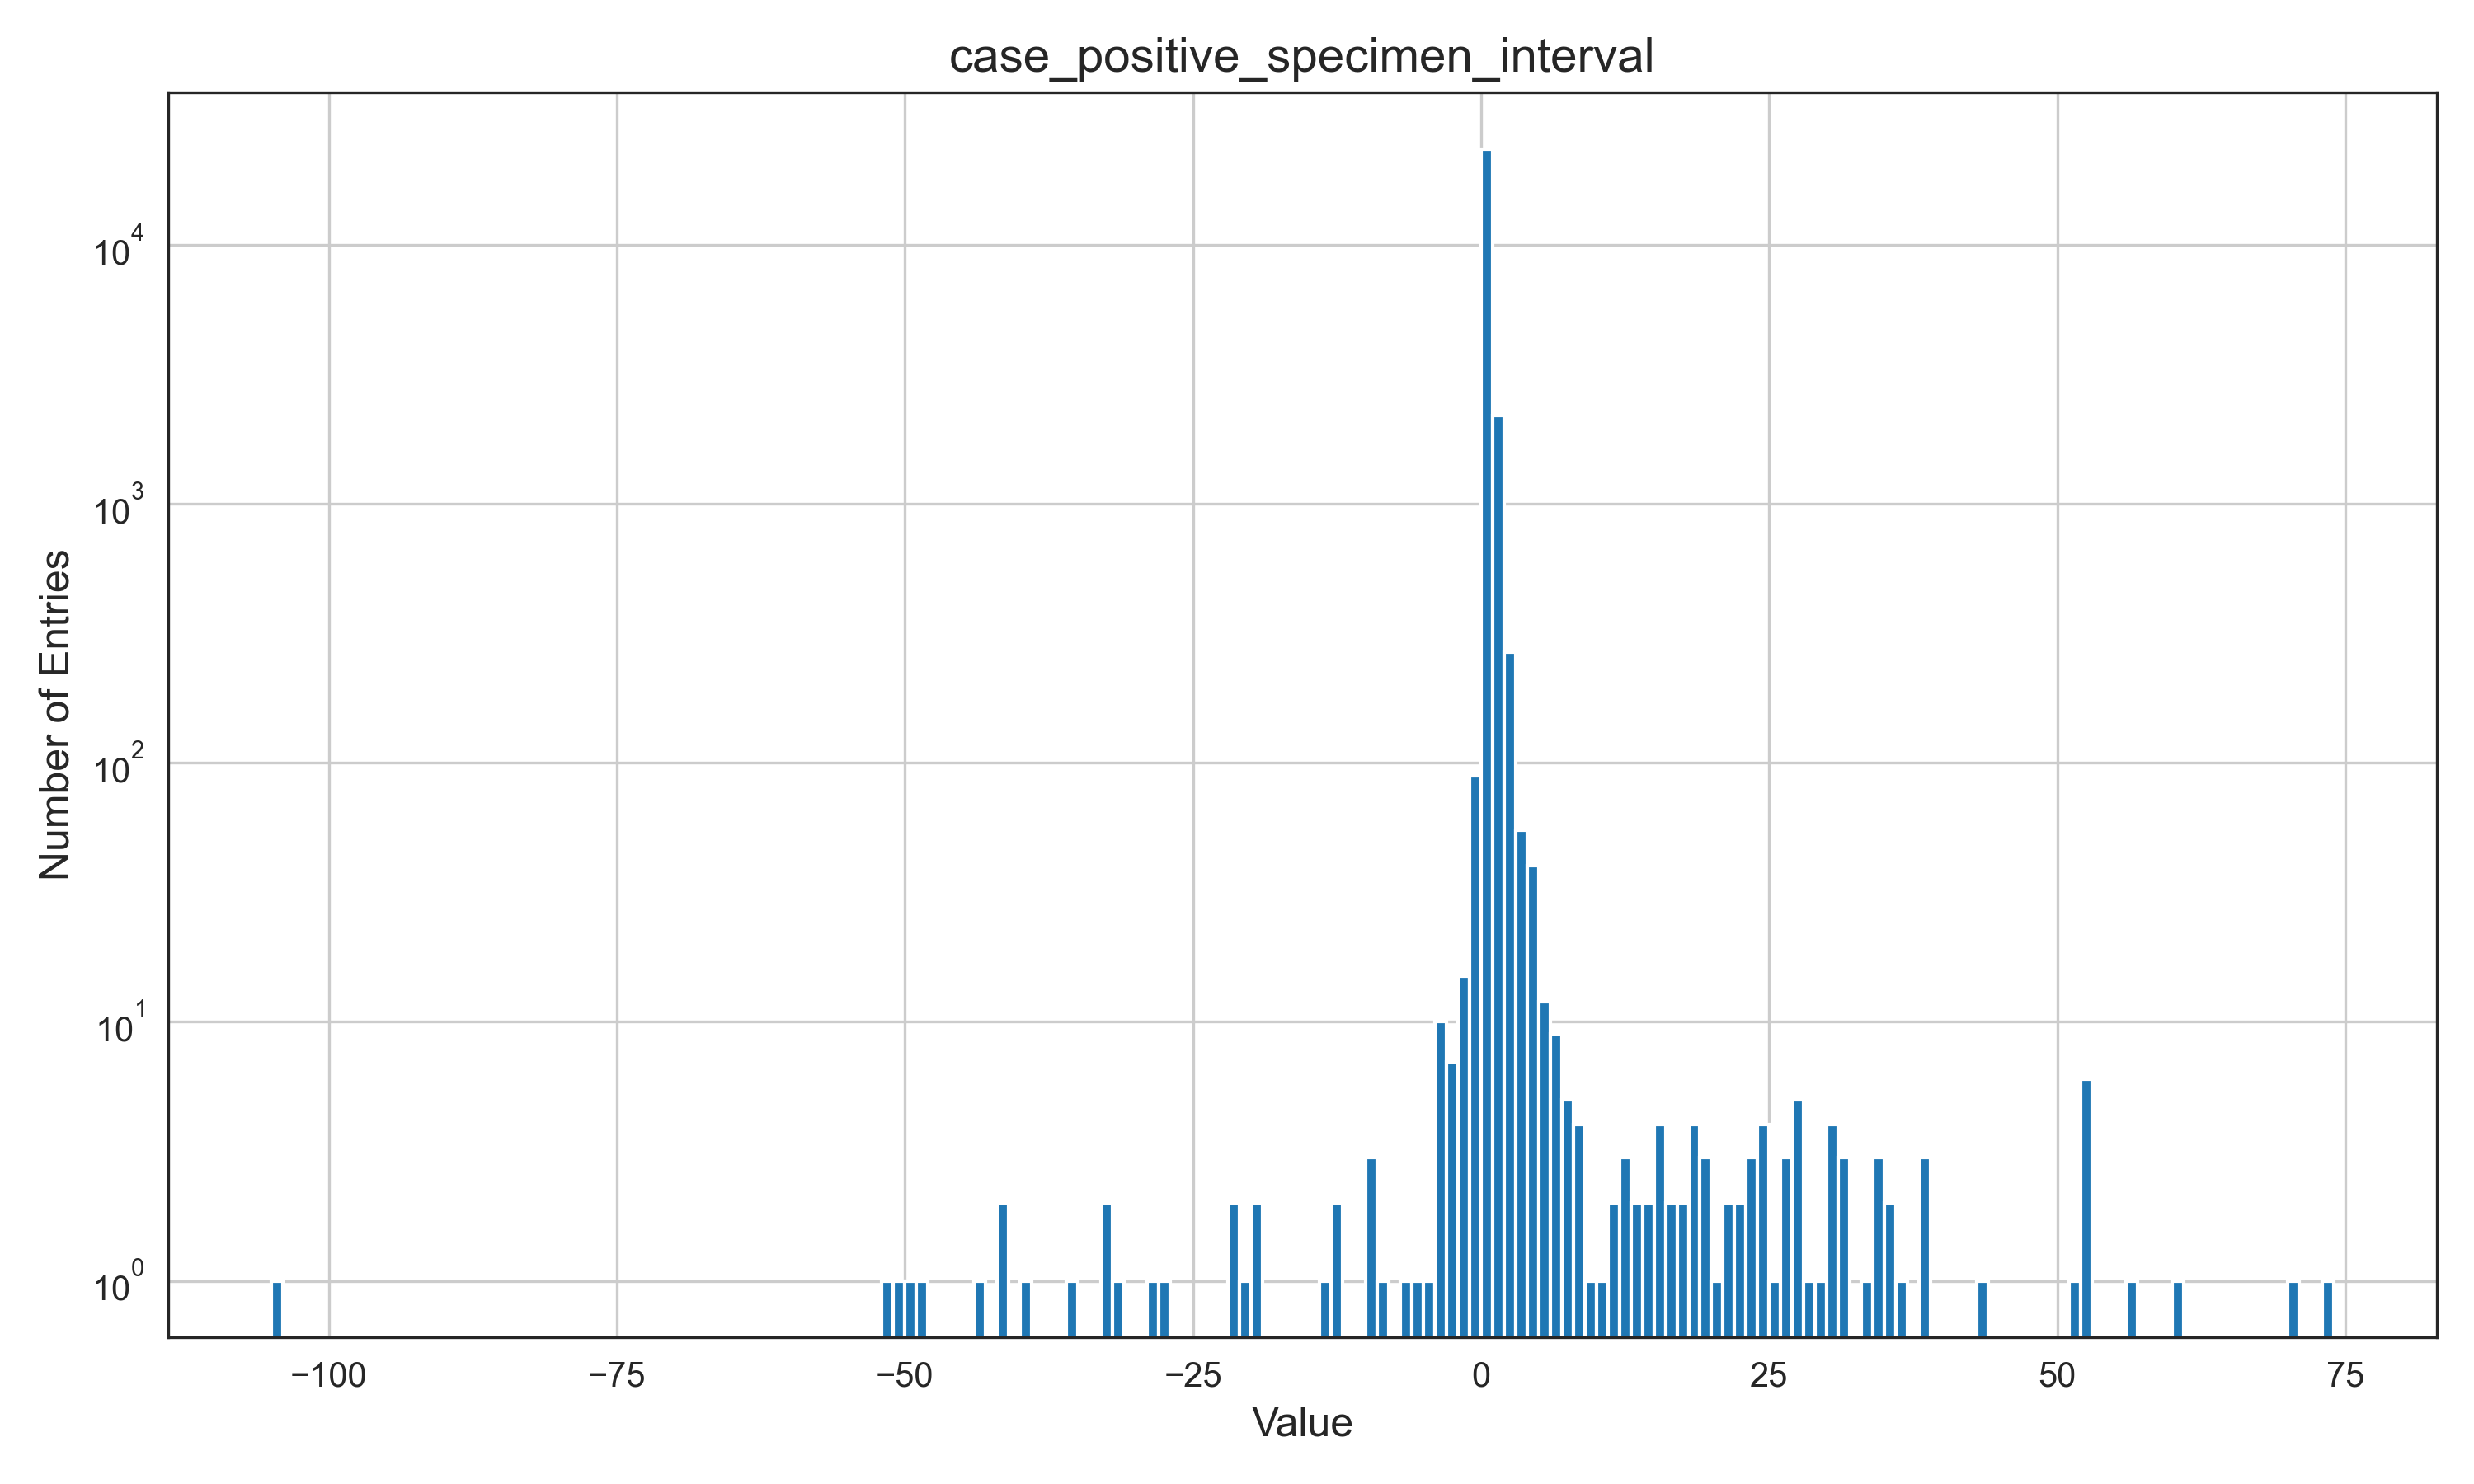 case_positive_specimen_interval
Number of Entries
10^4
10^3
10^2
10^1
10^0
−100 −75 −50 −25 0 25 50 75
Value